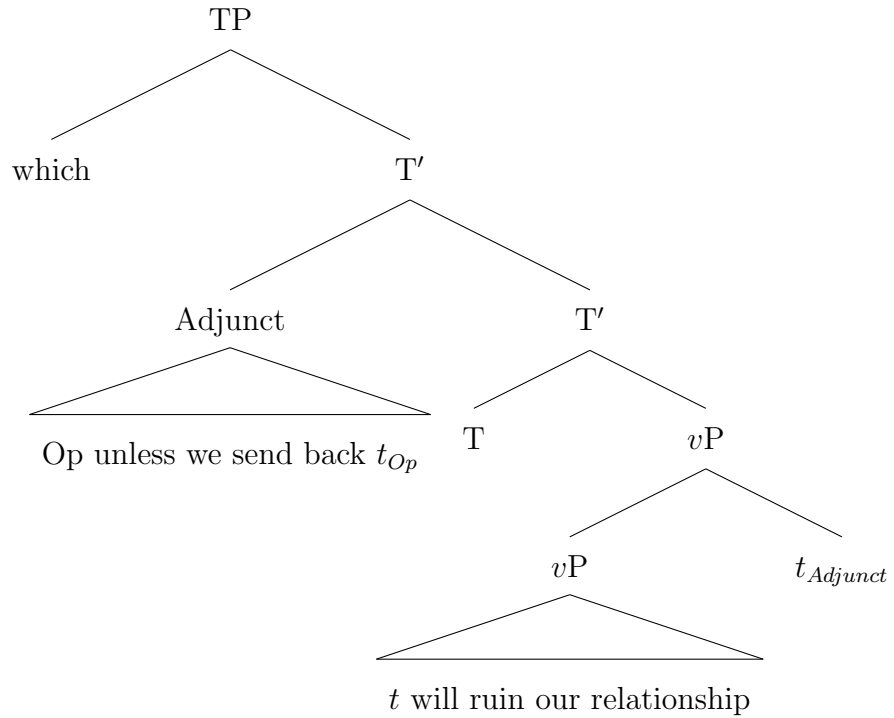 TP
which T′
Adjunct T′
Op unless we send back t_Op T vP
vP t_Adjunct
t will ruin our relationship